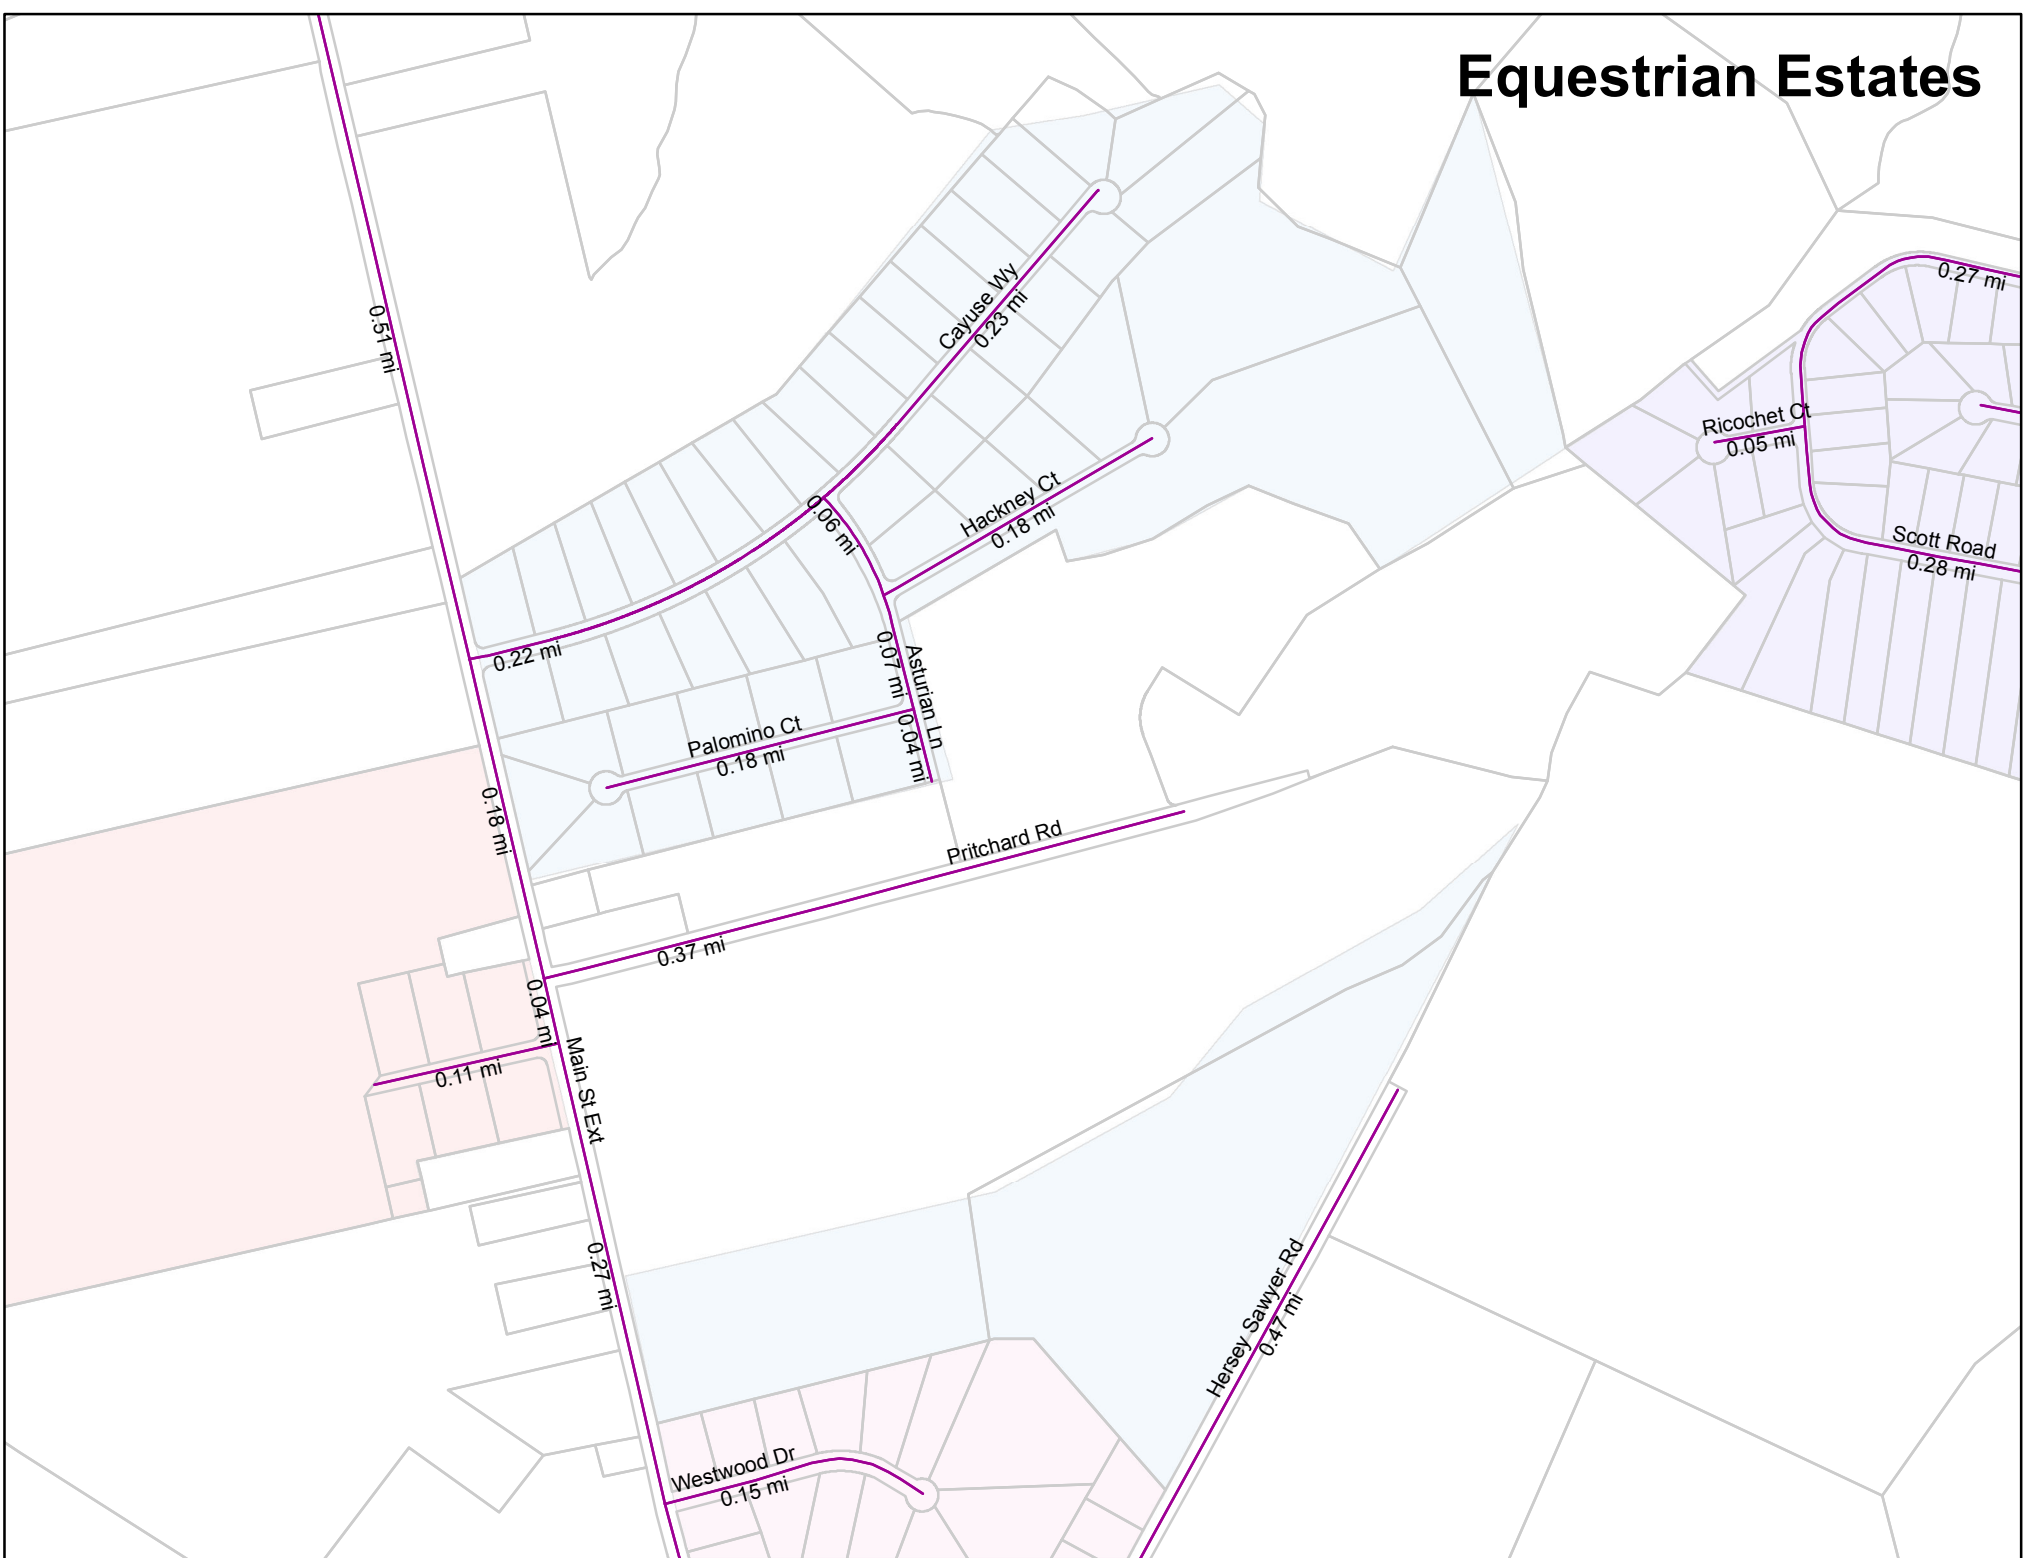 Equestrian Estates
0.27 mi
0.51 mi
Cayuse Wy
0.23 mi
Ricochet Ct
0.05 mi
Hackney Ct
0.18 mi
0.06 mi
Scott Road
0.28 mi
0.22 mi
0.07 mi
Asturian Ln
Palomino Ct
0.18 mi
0.04 mi
0.18 mi
Pritchard Rd
0.37 mi
0.04 mi
0.11 mi
Main St Ext
0.27 mi
Hersey Sawyer Rd
0.47 mi
Westwood Dr
0.15 mi